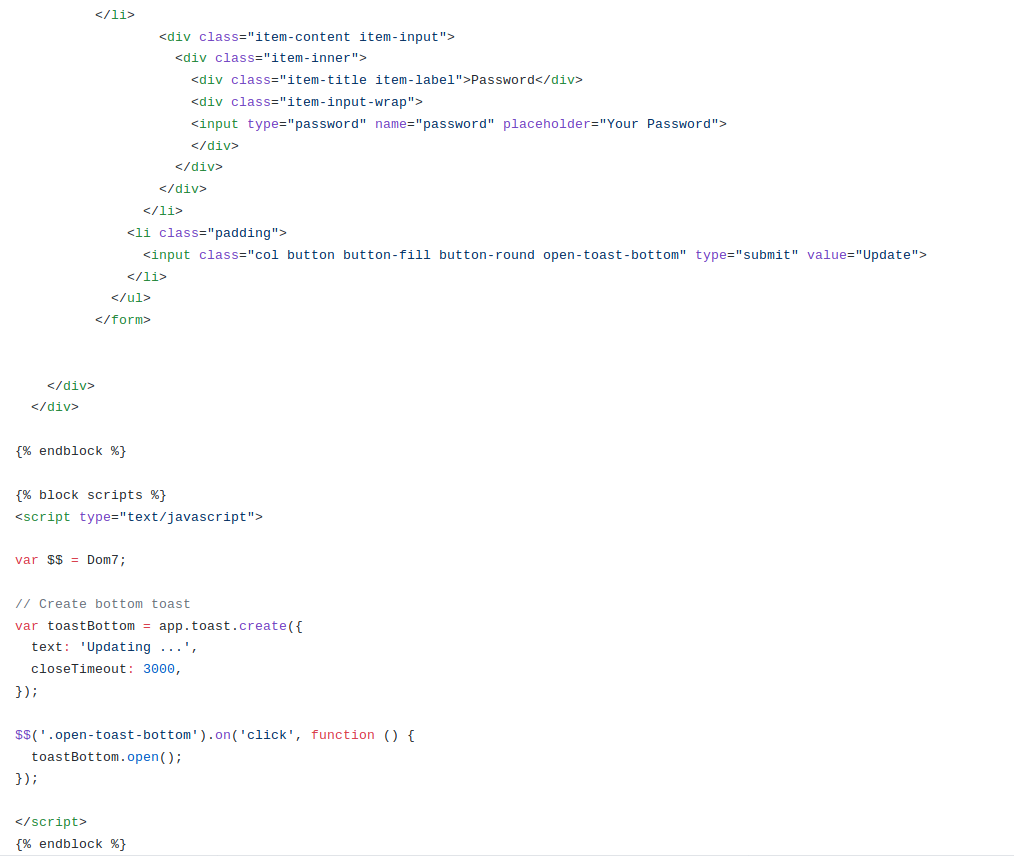 </li>
<div class="item-content item-input">
<div class="item-inner">
<div class="item-title item-label">Password</div>
<div class="item-input-wrap">
<input type="password" name="password" placeholder="Your Password">
</div>
</div>
</div>
</li>
<li class="padding">
<input class="col button button-fill button-round open-toast-bottom" type="submit" value="Update">
</li>
</ul>
</form>
</div>
</div>
{% endblock %}
{% block scripts %}
<script type="text/javascript">
var $$ = Dom7;
// Create bottom toast
var toastBottom = app.toast.create({
text: 'Updating ...',
closeTimeout: 3000,
});
$$('.open-toast-bottom').on('click', function () {
toastBottom.open();
});
</script>
{% endblock %}